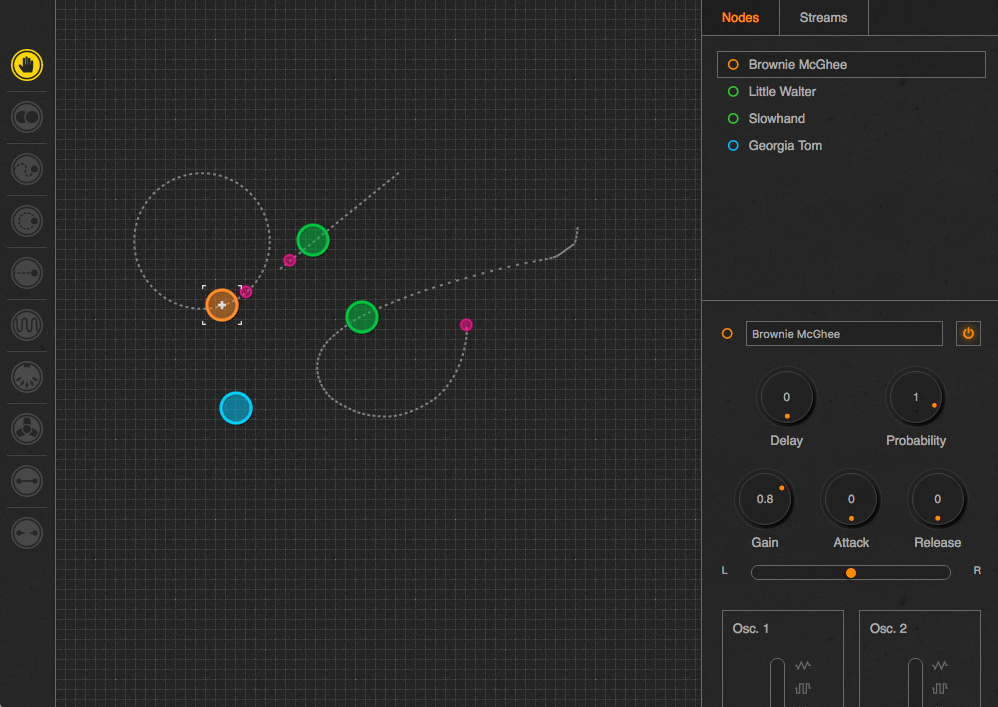 Nodes Streams
Brownie McGhee
Little Walter
Slowhand
Georgia Tom
Brownie McGhee
0 1
Delay Probability
0.8 0 0
Gain Attack Release
L R
Osc. 1 Osc. 2